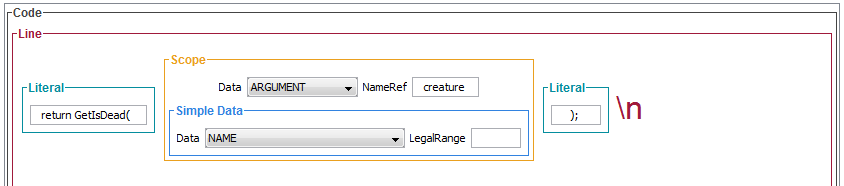 Code
Line
Scope
Data ARGUMENT NameRef creature
Literal
return GetIsDead(
Simple Data
Data NAME LegalRange
Literal
);
\n